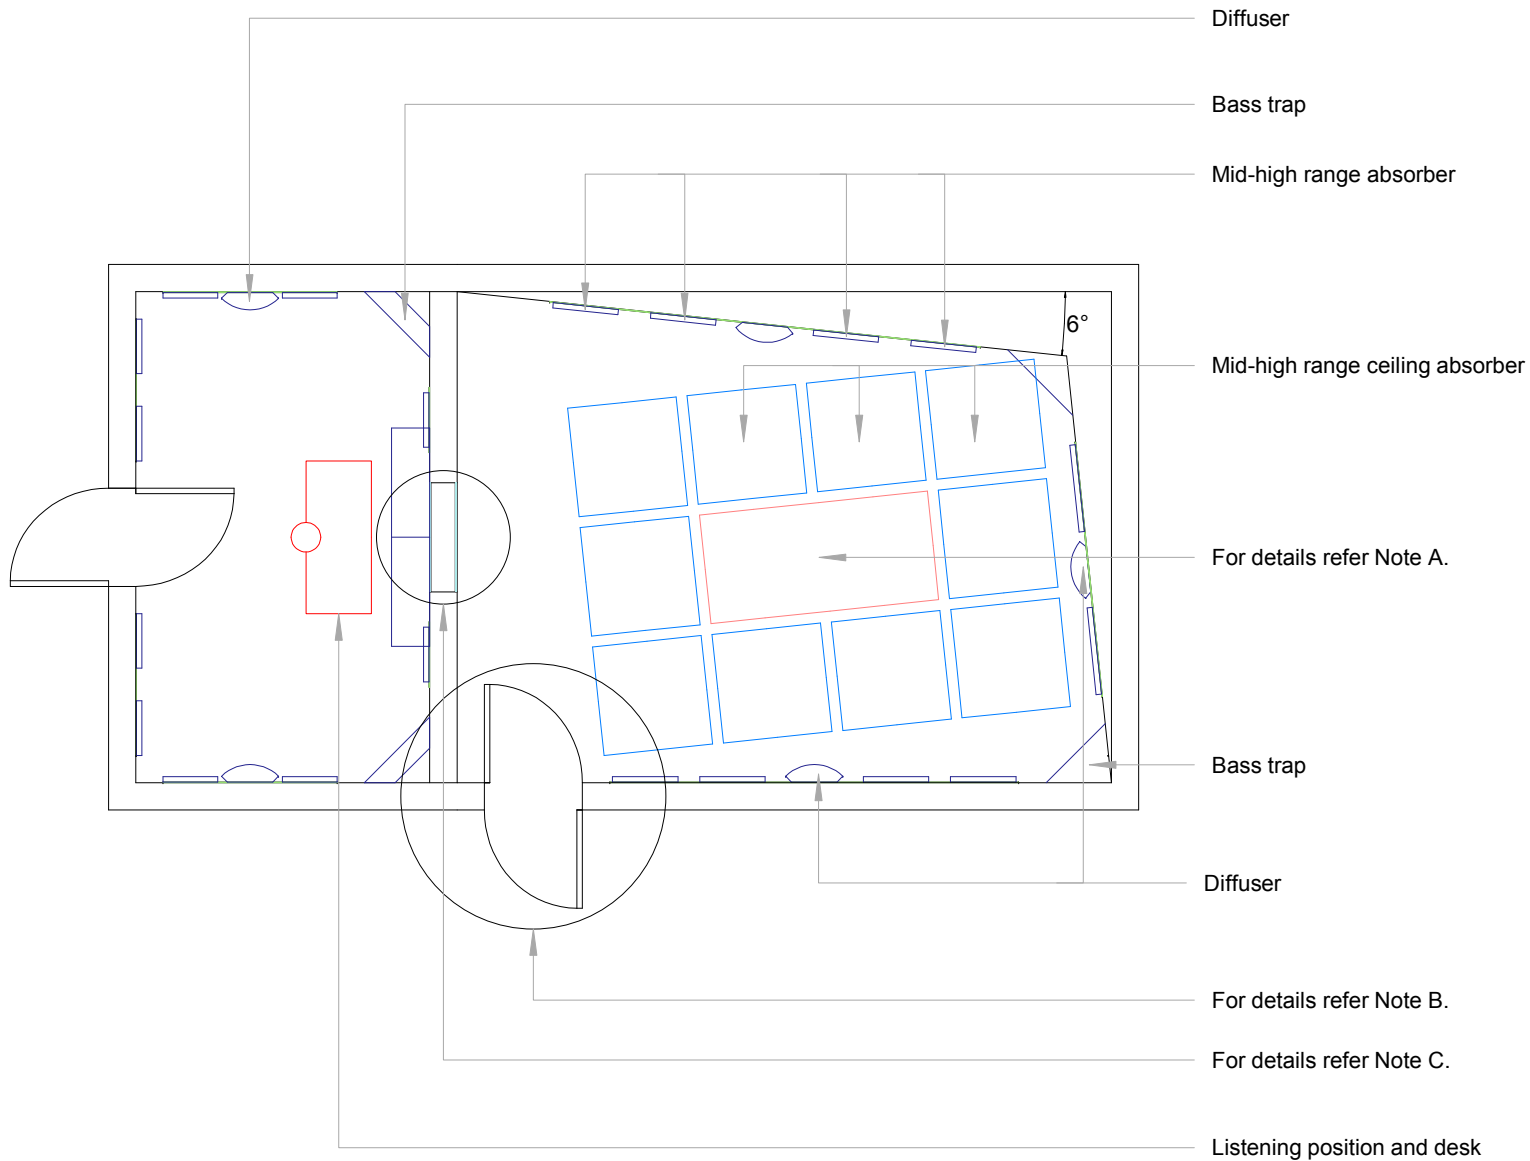 Diffuser
Bass trap
Mid-high range absorber
6°
Mid-high range ceiling absorber
For details refer Note A.
Bass trap
Diffuser
For details refer Note B.
For details refer Note C.
Listening position and desk